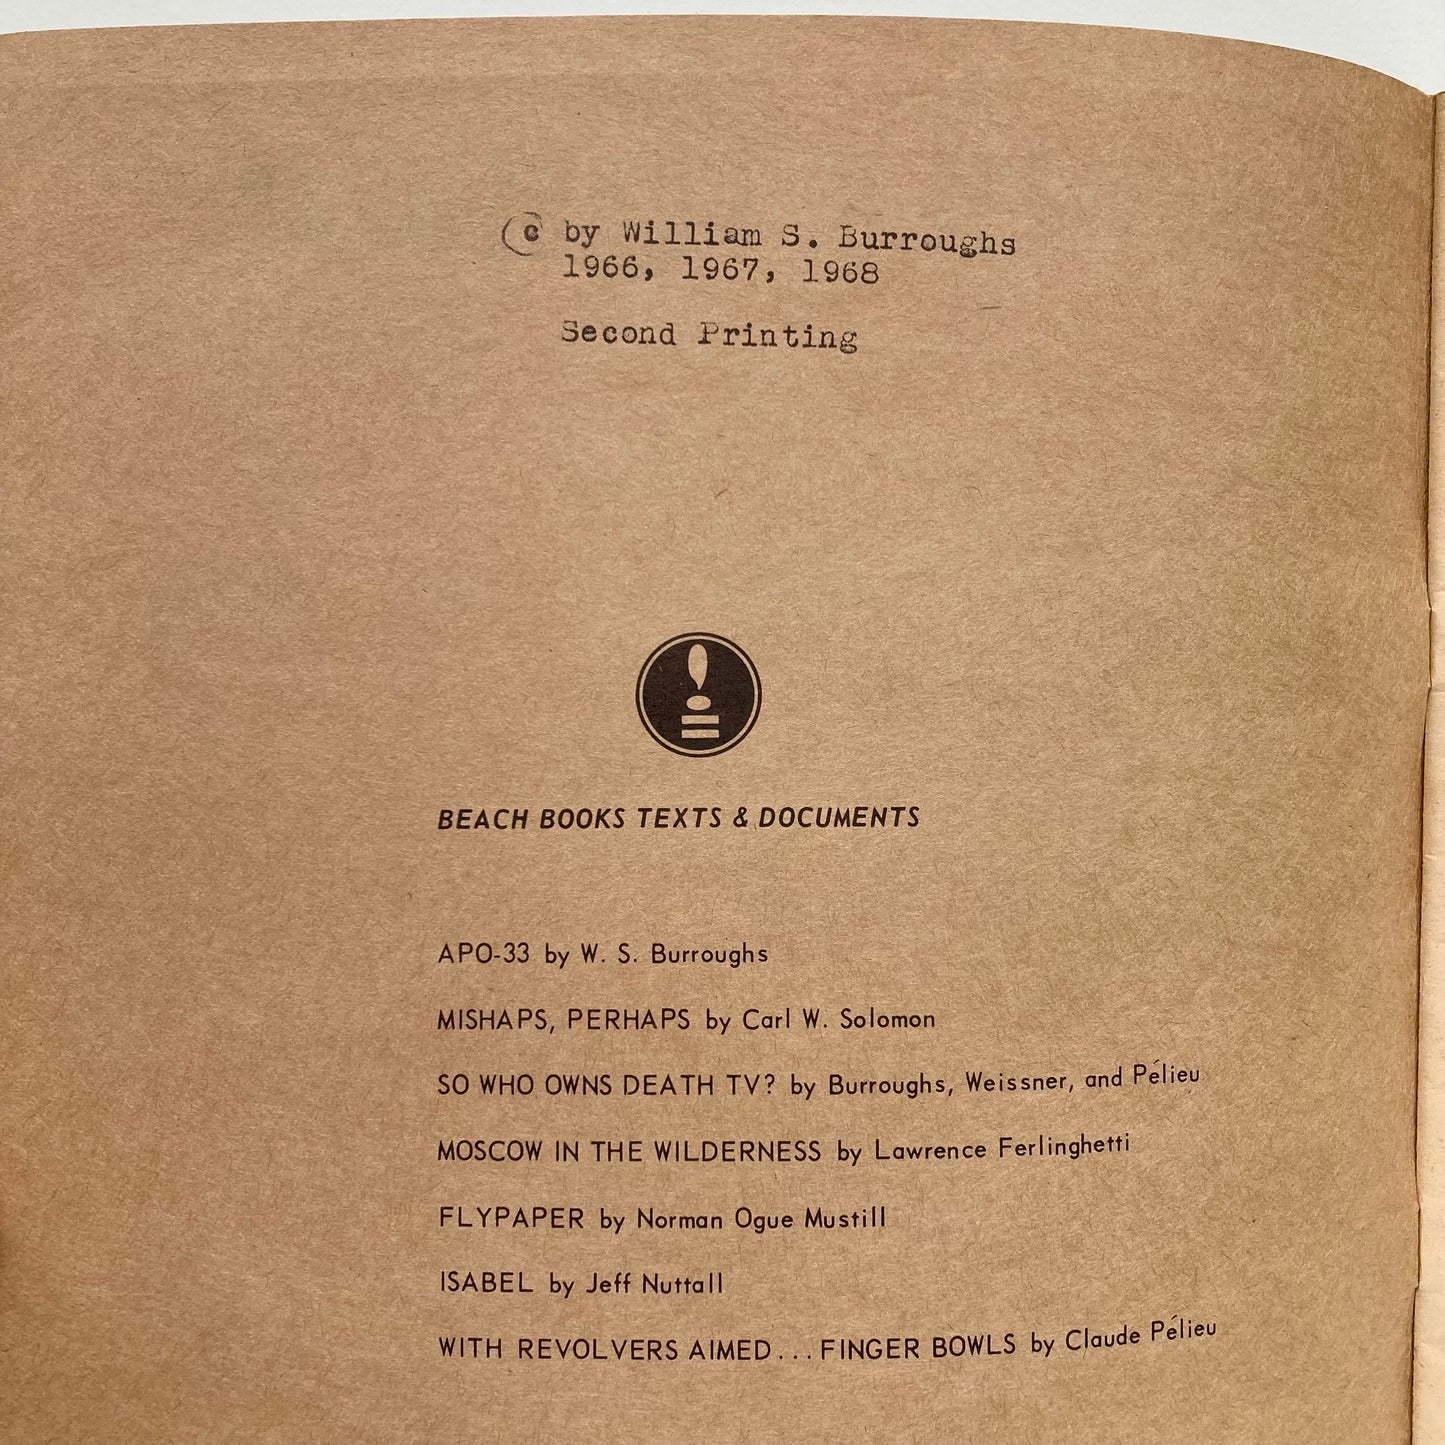 © by William S. Burroughs
1966, 1967, 1968
Second Printing
BEACH BOOKS TEXTS & DOCUMENTS
APO-33 by W. S. Burroughs
MISHAPS, PERHAPS by Carl W. Solomon
SO WHO OWNS DEATH TV? by Burroughs, Weissner, and Pélieu
MOSCOW IN THE WILDERNESS by Lawrence Ferlinghetti
FLYPAPER by Norman Ogue Mustill
ISABEL by Jeff Nuttall
WITH REVOLVERS AIMED... FINGER BOWLS by Claude Pélieu